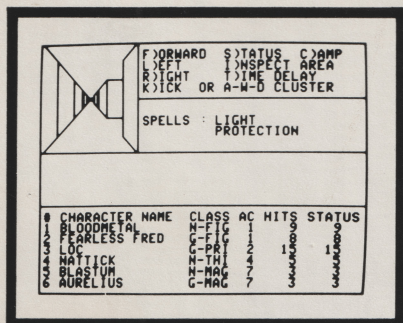 F)ORWARD S)TATUS C)AMP
L)EFT I)NSPECT AREA
R)IGHT T)IME DELAY
K)ICK OR A-W-D CLUSTER
SPELLS : LIGHT
PROTECTION
# CHARACTER NAME CLASS AC HITS STATUS
1 BLOODMETAL N-FIG 1 9 9
2 FEARLESS FRED G-FIG 1 8 8
3 LOC G-PRI 2 15 15
4 NATTICK N-THI 4 5 5
5 BLASTUM N-MAG 7 3 3
6 AURELIUS G-MAG 7 3 3